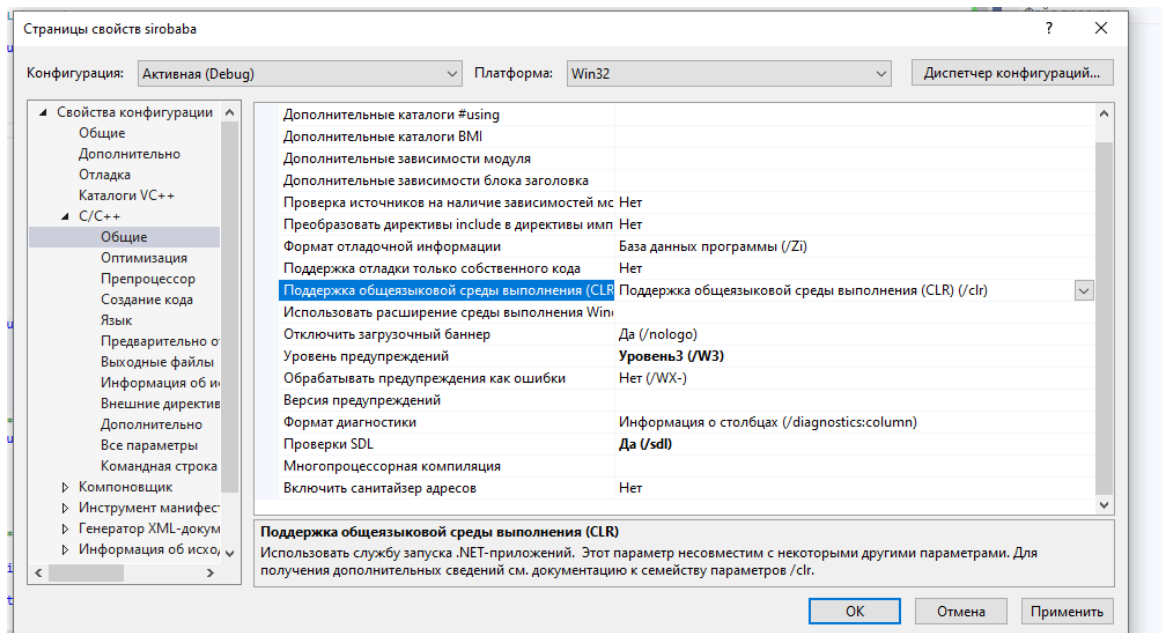 Страницы свойств sirobaba
?
Конфигурация: Активная (Debug) Платформа: Win32 Диспетчер конфигураций...
Свойства конфигурации
Общие
Дополнительно
Отладка
Каталоги VC++
C/C++
Общие
Оптимизация
Препроцессор
Создание кода
Язык
Предварительно
Выходные файлы
Информация об
Внешние
Дополнительно
Все параметры
Командная строка
Компоновщик
Инструмент
Генератор
Информация об
Дополнительные каталоги #using
Дополнительные каталоги BMI
Дополнительные зависимости модуля
Дополнительные зависимости блока заголовка
Проверка источников на наличие зависимостей мс Нет
Преобразовать директивы include в директивы имп Нет
Формат отладочной информации База данных программы (/Zi)
Поддержка отладки только собственного кода Нет
Поддержка общеязыковой среды выполнения (CLR Поддержка общеязыковой среды выполнения (CLR) (/clr)
Использовать расширение среды выполнения Win
Отключить загрузочный баннер Да (/nologo)
Уровень предупреждений Уровень3 (/W3)
Обрабатывать предупреждения как ошибки Нет (/WX-)
Версия предупреждений
Формат диагностики Информация о столбцах (/diagnostics:column)
Проверки SDL Да (/sdl)
Многопроцессорная компиляция
Включить санитайзер адресов Нет
Поддержка общеязыковой среды выполнения (CLR)
Использовать службу запуска .NET-приложений. Этот параметр несовместим с некоторыми другими параметрами. Для
получения дополнительных сведений см. документацию к семейству параметров /clr.
ОК Отмена Применить